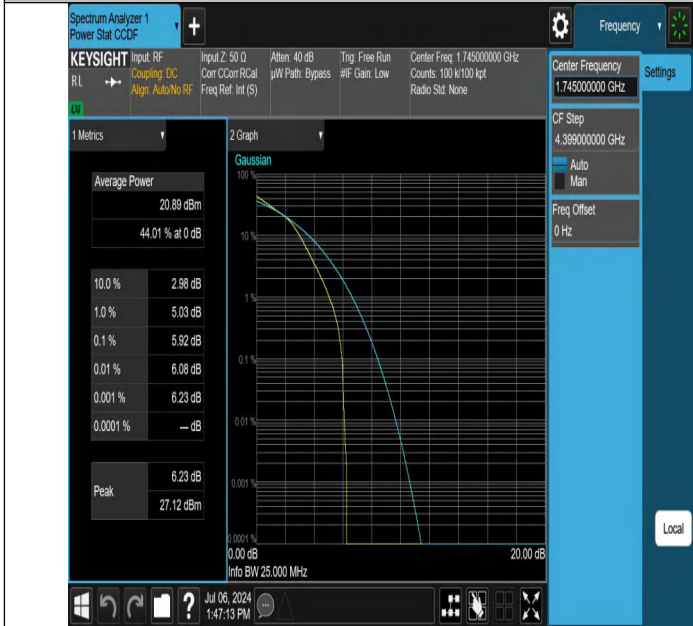 Spectrum Analyzer 1
Power Stat CCDF
+
Frequency
KEYSIGHT
RL
LXI
Input: RF
Coupling: DC
Align: Auto/No RF
Input Z: 50 Ω
Corr CCorr RCal
Freq Ref: Int (S)
Atten: 40 dB
µW Path: Bypass
Trig: Free Run
#IF Gain: Low
Center Freq: 1.745000000 GHz
Counts: 100 k/100 kpt
Radio Std: None
Center Frequency
1.745000000 GHz
Settings
CF Step
4.399000000 GHz
Auto
Man
Freq Offset
0 Hz
1 Metrics
Average Power
20.89 dBm
44.01 % at 0 dB
10.0 % 2.98 dB
1.0 % 5.03 dB
0.1 % 5.92 dB
0.01 % 6.08 dB
0.001 % 6.23 dB
0.0001 % --- dB
Peak
6.23 dB
27.12 dBm
2 Graph
Gaussian
100 %
10 %
1 %
0.1 %
0.01 %
0.001 %
0.0001 %
0.00 dB 20.00 dB
Info BW 25.000 MHz
Local
?
Jul 06, 2024
1:47:13 PM